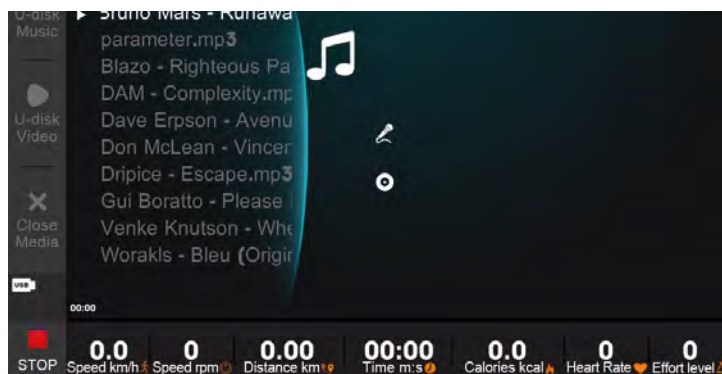 U-disk
Music
Bruno Mars - Runawa
parameter.mp3
Blazo - Righteous Pa
DAM - Complexity.mp
U-disk
Video
Dave Erpson - Avenu
Don McLean - Vincen
Dripice - Escape.mp3
Gui Boratto - Please
Close
Media
Venke Knutson - Whe
Worakls - Bleu (Origin
USB
00:00
STOP
0.0 0 0.00 00:00 0.0 0 0
Speed km/h Speed rpm Distance km Time m:s Calories kcal Heart Rate Effort level